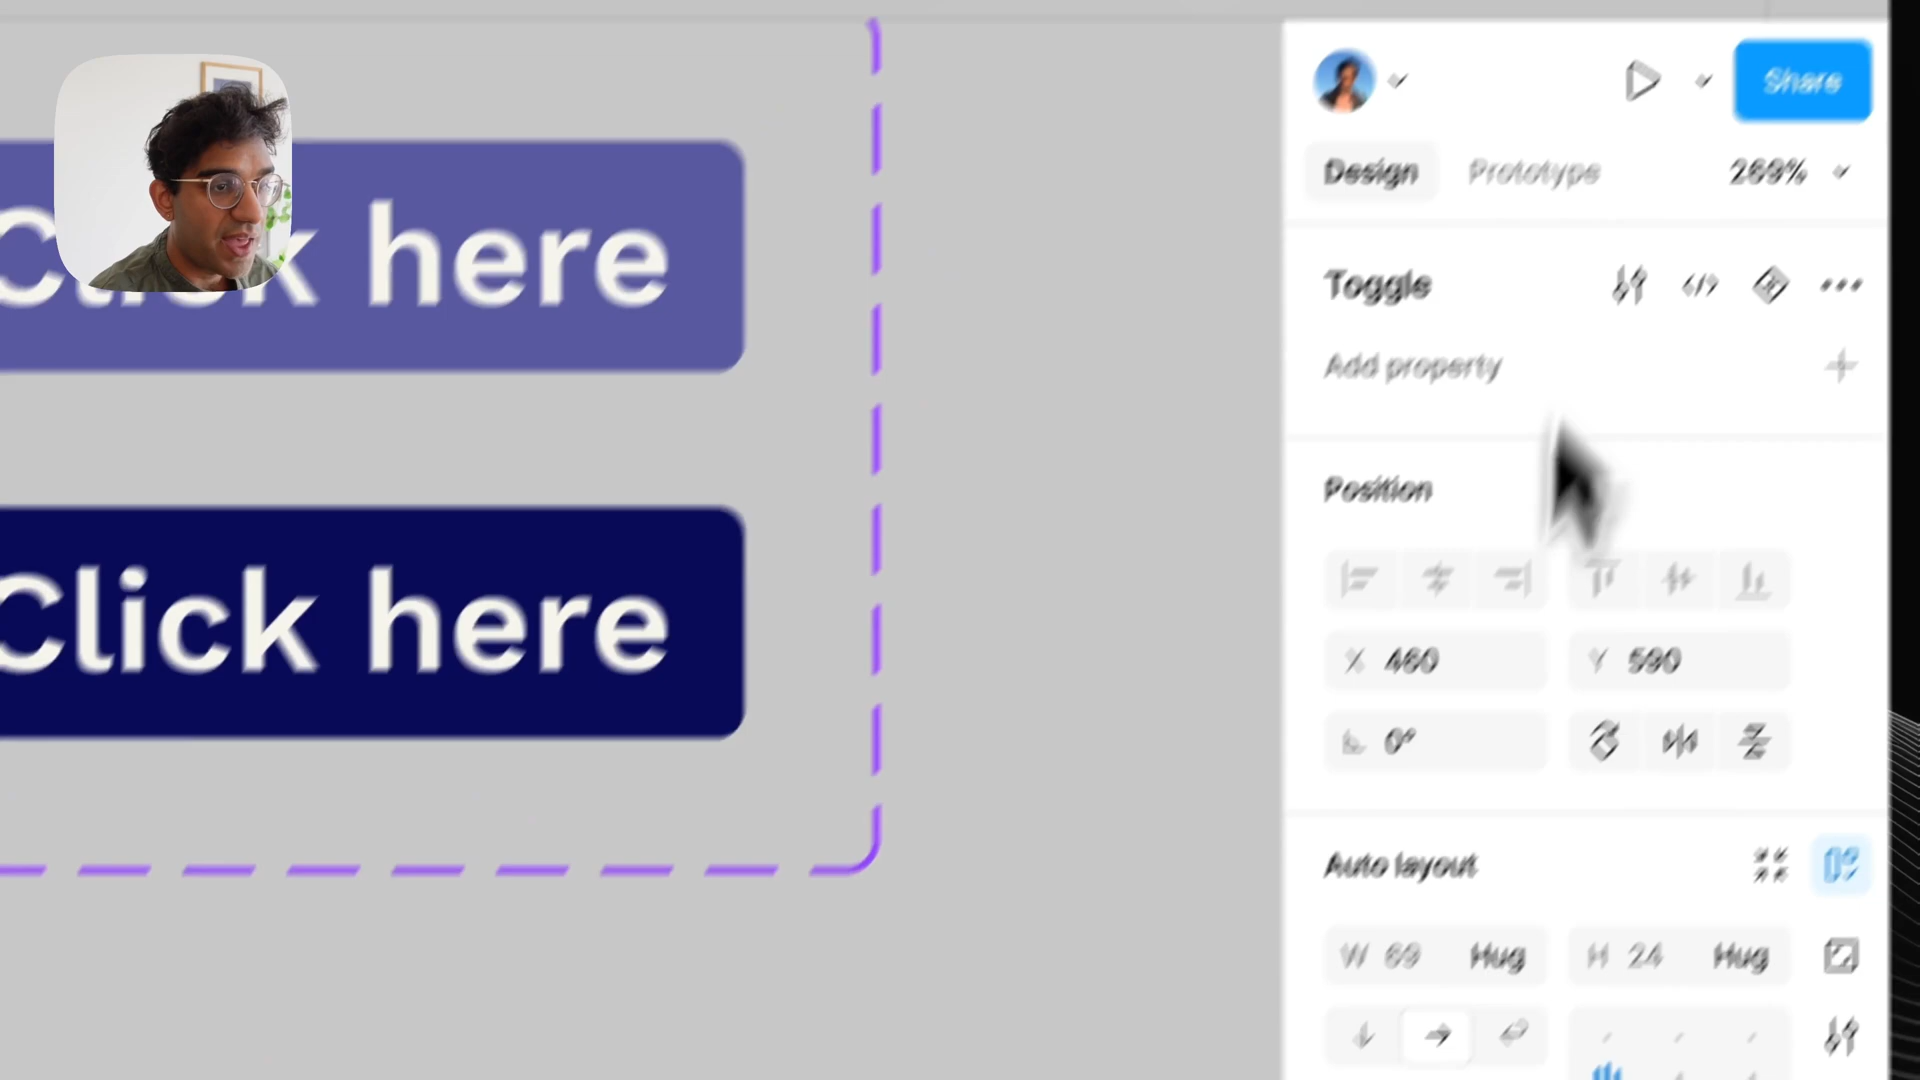 Share
Design Prototype 269%
Toggle
Add property
Click here
Position
X 460 Y 590
0°
Click here
Auto layout
W 69 Hug H 24 Hug